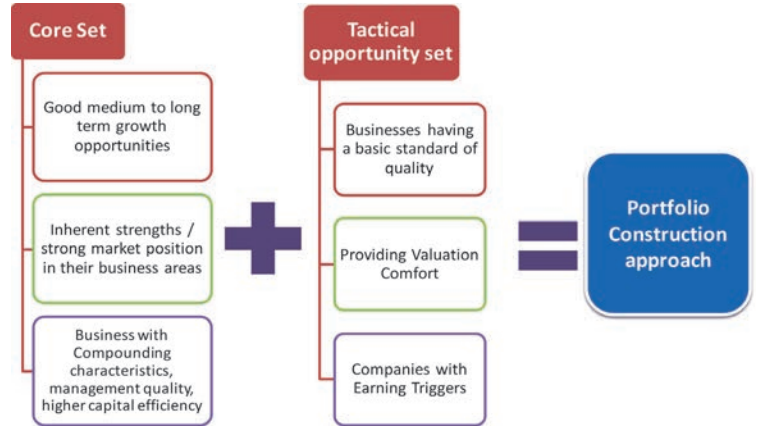 Core Set
Good medium to long
term growth
opportunities
Inherent strengths /
strong market position
in their business areas
Business with
Compounding
characteristics,
management quality,
higher capital efficiency
Tactical
opportunity set
Businesses having
a basic standard of
quality
Providing Valuation
Comfort
Companies with
Earning Triggers
Portfolio
Construction
approach